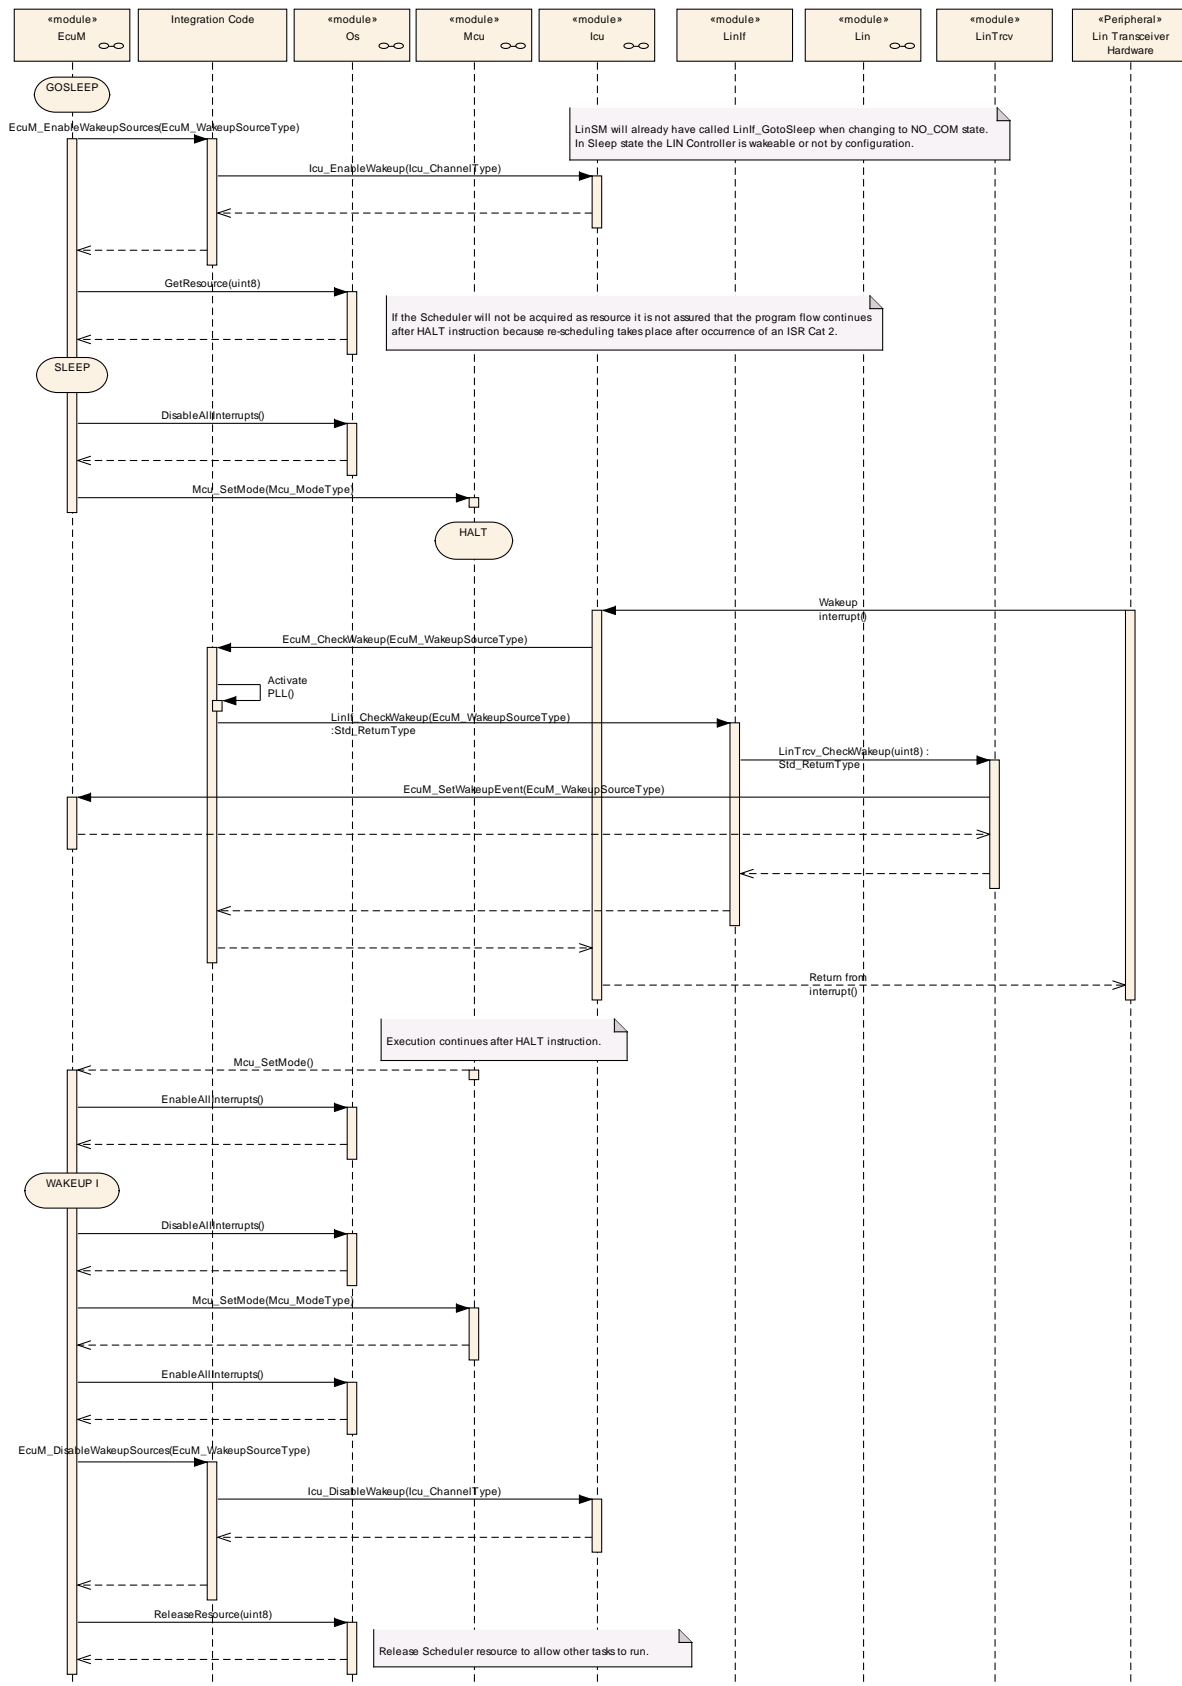 «module»
EcuM
Integration Code
«module»
Os
«module»
Mcu
«module»
Icu
«module»
LinIf
«module»
Lin
«module»
LinTrcv
«Peripheral»
Lin Transceiver
Hardware
GOSLEEP
EcuM_EnableWakeupSources(EcuM_WakeupSourceType)
LinSM will already have called LinIf_GotoSleep when changing to NO_COM state.
In Sleep state the LIN Controller is wakeable or not by configuration.
Icu_EnableWakeup(Icu_ChannelType)
GetResource(uint8)
If the Scheduler will not be acquired as resource it is not assured that the program flow continues
after HALT instruction because re-scheduling takes place after occurrence of an ISR Cat 2.
SLEEP
DisableAllInterrupts()
Mcu_SetMode(Mcu_ModeType)
HALT
Wakeup
interrupt()
EcuM_CheckWakeup(EcuM_WakeupSourceType)
Activate
PLL()
LinIf_CheckWakeup(EcuM_WakeupSourceType)
:Std_ReturnType
LinTrcv_CheckWakeup(uint8) :
Std_ReturnType
EcuM_SetWakeupEvent(EcuM_WakeupSourceType)
Return from
interrupt()
Execution continues after HALT instruction.
Mcu_SetMode()
EnableAllInterrupts()
WAKEUP I
DisableAllInterrupts()
Mcu_SetMode(Mcu_ModeType)
EnableAllInterrupts()
EcuM_DisableWakeupSources(EcuM_WakeupSourceType)
Icu_DisableWakeup(Icu_ChannelType)
ReleaseResource(uint8)
Release Scheduler resource to allow other tasks to run.